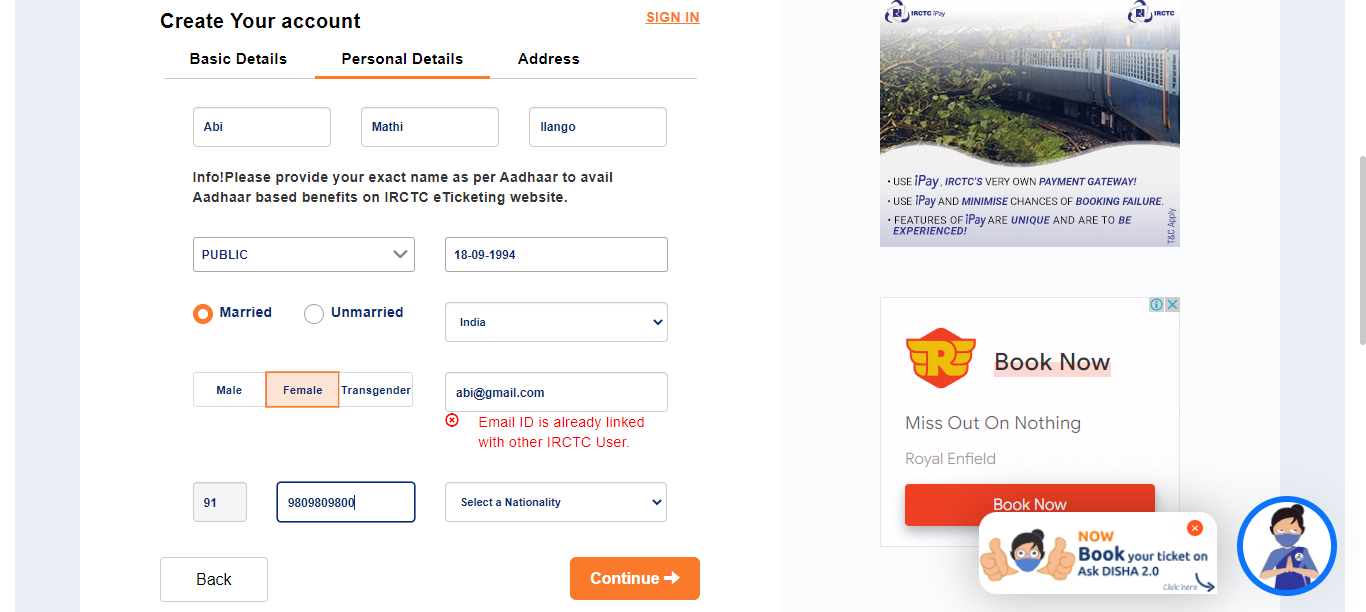 Create Your account
SIGN IN
Basic Details
Personal Details
Address
Abi
Mathi
Ilango
Info!Please provide your exact name as per Aadhaar to avail
Aadhaar based benefits on IRCTC eTicketing website.
PUBLIC
18-09-1994
Married
Unmarried
India
Male
Female
Transgender
abi@gmail.com
Email ID is already linked
with other IRCTC User.
91
9809809800
Select a Nationality
Back
Continue
IRCTC iPay
IRCTC
• USE iPay, IRCTC'S VERY OWN PAYMENT GATEWAY!
• USE iPay AND MINIMISE CHANCES OF BOOKING FAILURE.
• FEATURES OF iPay ARE UNIQUE AND ARE TO BE
EXPERIENCED!
T&C Apply
R
Book Now
Miss Out On Nothing
Royal Enfield
Book Now
NOW
Book your ticket on
Ask DISHA 2.0
Click here